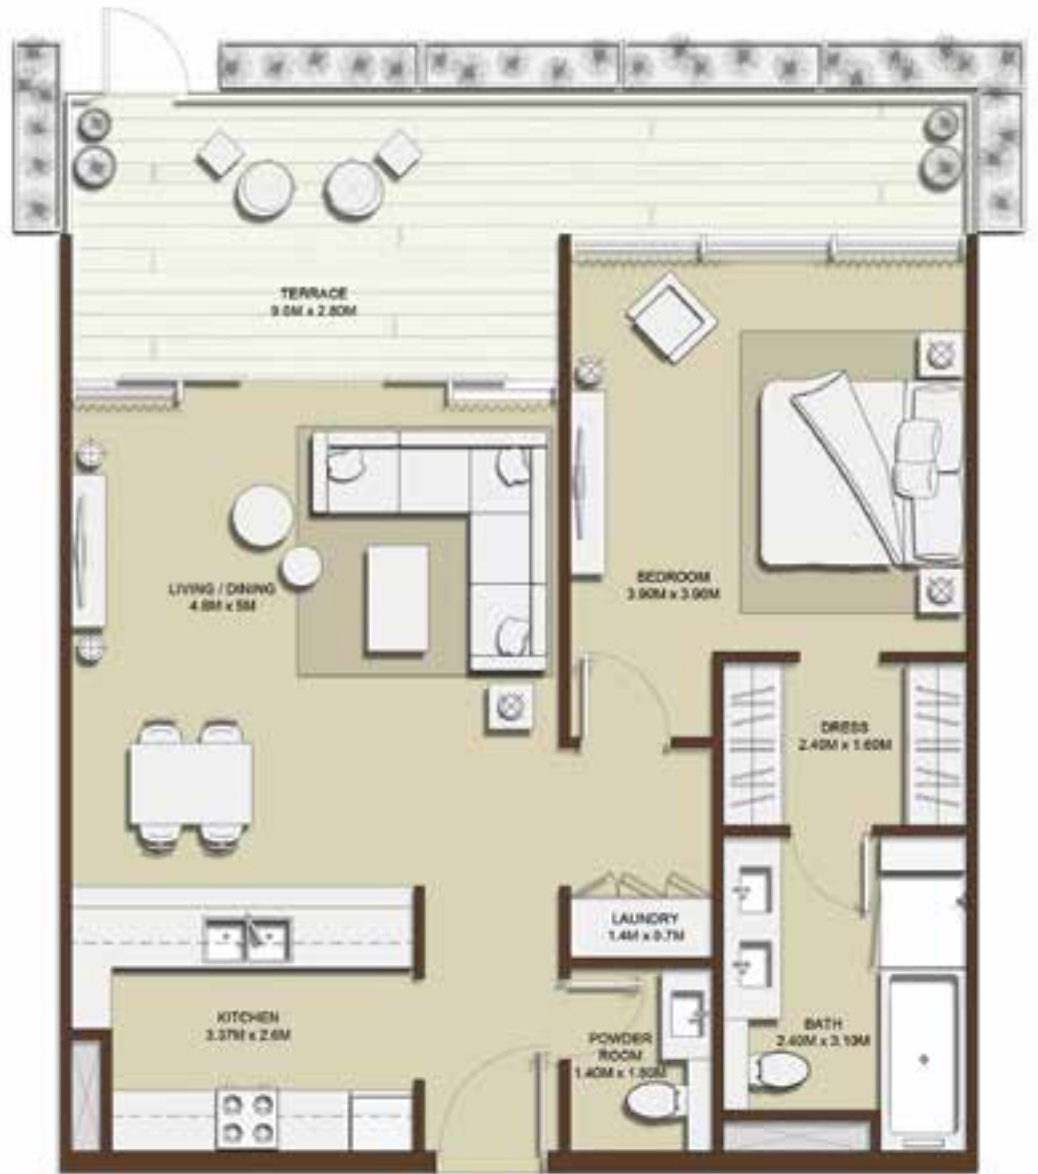 TERRACE
9.0M x 2.80M
LIVING / DINING
4.8M x 5M
BEDROOM
3.90M x 3.90M
DRESS
2.40M x 1.60M
LAUNDRY
1.4M x 0.7M
KITCHEN
3.37M x 2.6M
POWDER
ROOM
1.40M x 1.80M
BATH
2.40M x 3.10M